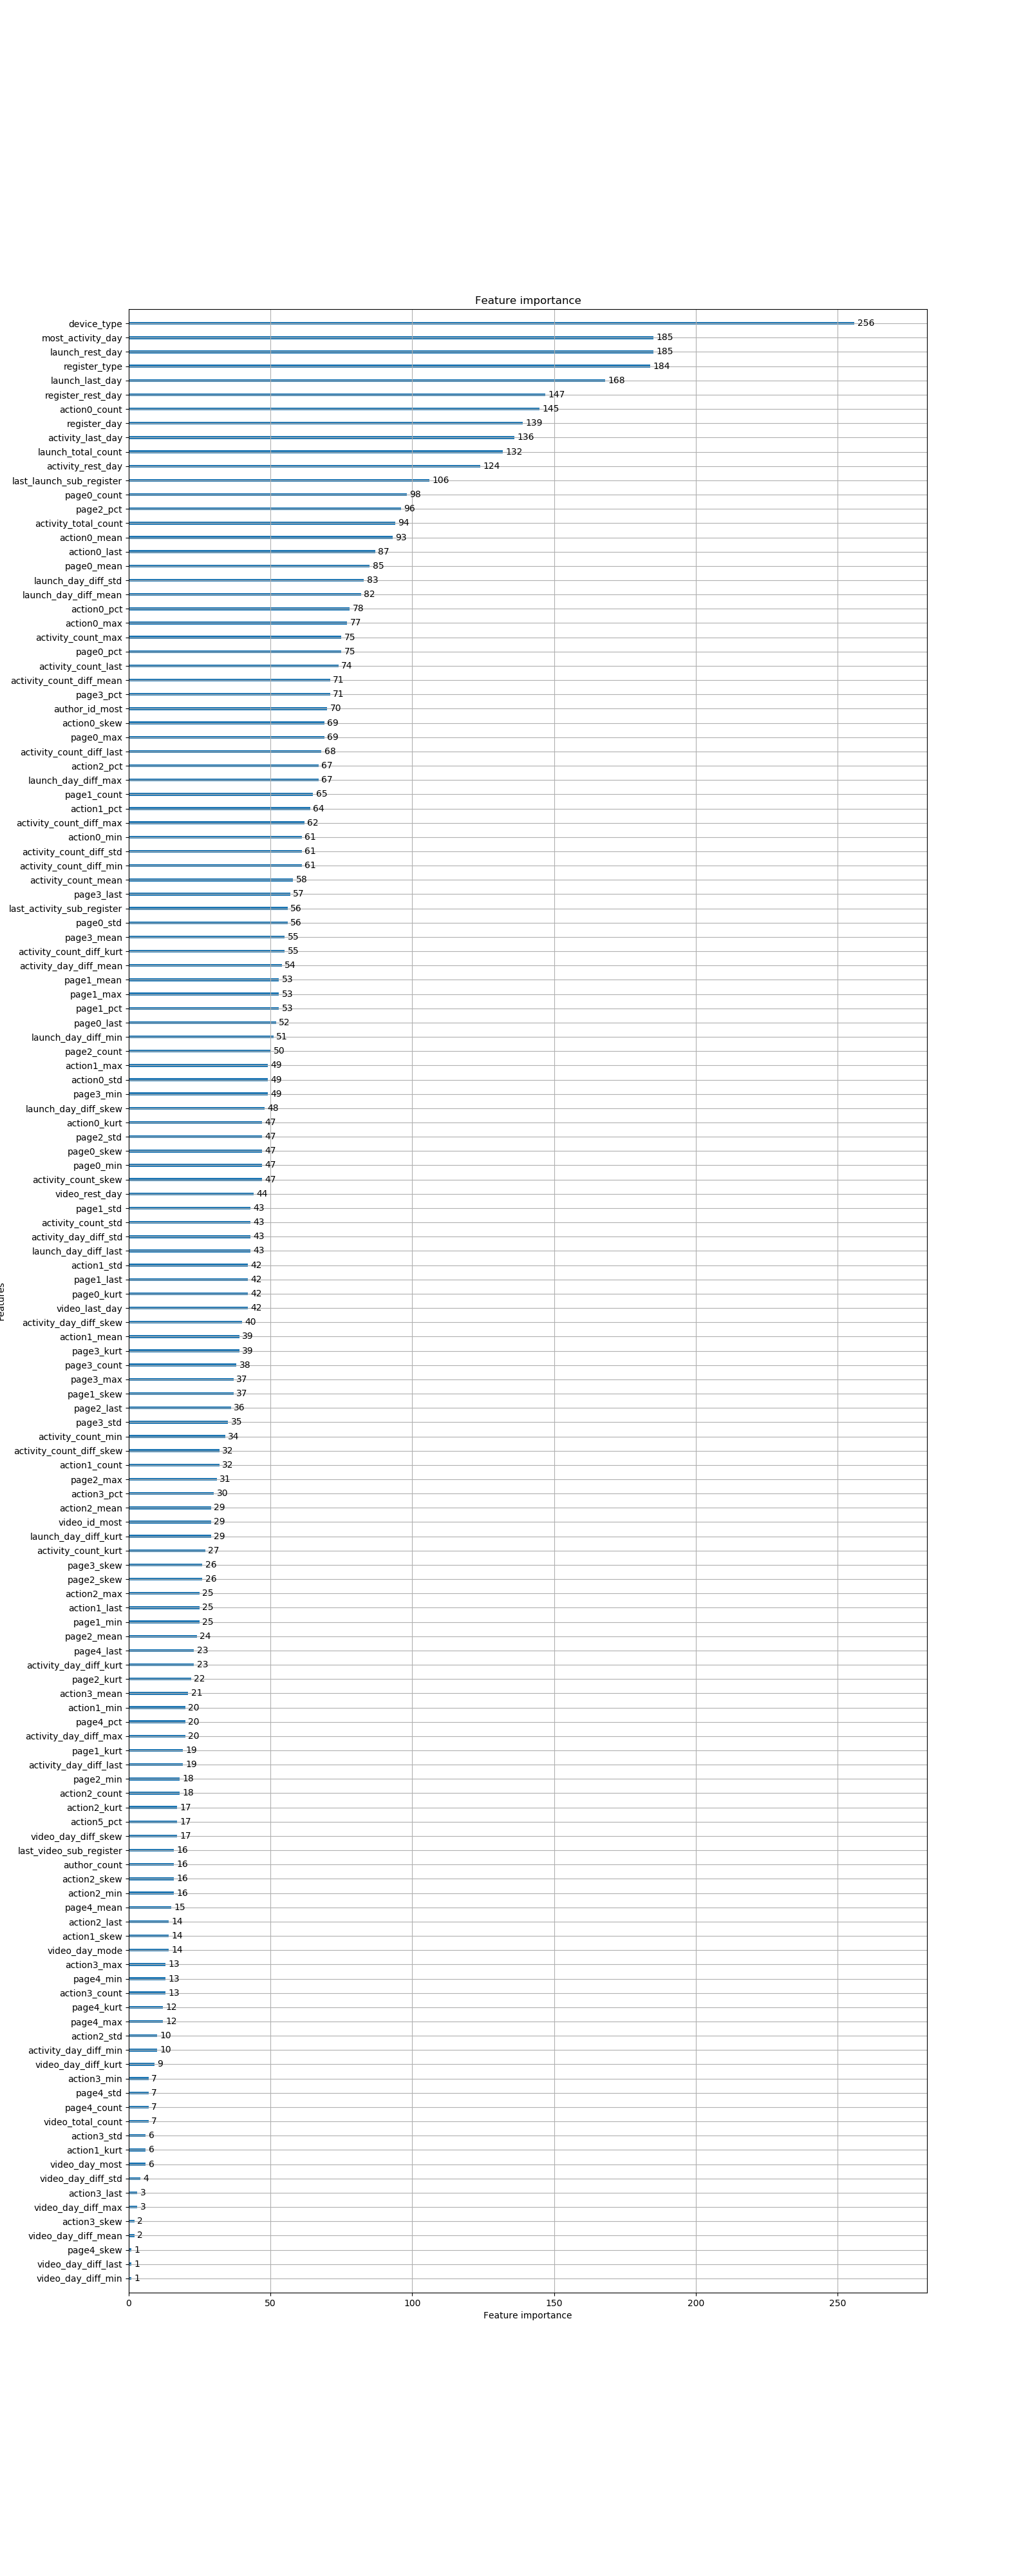 Feature importance
device_type 256
most_activity_day 185
launch_rest_day 185
register_type 184
launch_last_day 168
register_rest_day 147
action0_count 145
register_day 139
activity_last_day 136
launch_total_count 132
activity_rest_day 124
last_launch_sub_register 106
page0_count 98
page2_pct 96
activity_total_count 94
action0_mean 93
action0_last 87
page0_mean 85
launch_day_diff_std 83
launch_day_diff_mean 82
action0_pct 78
action0_max 77
activity_count_max 75
page0_pct 75
activity_count_last 74
activity_count_diff_mean 71
page3_pct 71
author_id_most 70
action0_skew 69
page0_max 69
activity_count_diff_last 68
action2_pct 67
launch_day_diff_max 67
page1_count 65
action1_pct 64
activity_count_diff_max 62
action0_min 61
activity_count_diff_std 61
activity_count_diff_min 61
activity_count_mean 58
page3_last 57
last_activity_sub_register 56
page0_std 56
page3_mean 55
activity_count_diff_kurt 55
activity_day_diff_mean 54
page1_mean 53
page1_max 53
page1_pct 53
page0_last 52
launch_day_diff_min 51
page2_count 50
action1_max 49
action0_std 49
page3_min 49
launch_day_diff_skew 48
action0_kurt 47
page2_std 47
page0_skew 47
page0_min 47
activity_count_skew 47
video_rest_day 44
page1_std 43
activity_count_std 43
activity_day_diff_std 43
launch_day_diff_last 43
action1_std 42
page1_last 42
page0_kurt 42
video_last_day 42
activity_day_diff_skew 40
action1_mean 39
page3_kurt 39
page3_count 38
page3_max 37
page1_skew 37
page2_last 36
page3_std 35
activity_count_min 34
activity_count_diff_skew 32
action1_count 32
page2_max 31
action3_pct 30
action2_mean 29
video_id_most 29
launch_day_diff_kurt 29
activity_count_kurt 27
page3_skew 26
page2_skew 26
action2_max 25
action1_last 25
page1_min 25
page2_mean 24
page4_last 23
activity_day_diff_kurt 23
page2_kurt 22
action3_mean 21
action1_min 20
page4_pct 20
activity_day_diff_max 20
page1_kurt 19
activity_day_diff_last 19
page2_min 18
action2_count 18
action2_kurt 17
action5_pct 17
video_day_diff_skew 17
last_video_sub_register 16
author_count 16
action2_skew 16
action2_min 16
page4_mean 15
action2_last 14
action1_skew 14
video_day_mode 14
action3_max 13
page4_min 13
action3_count 13
page4_kurt 12
page4_max 12
action2_std 10
activity_day_diff_min 10
video_day_diff_kurt 9
action3_min 7
page4_std 7
page4_count 7
video_total_count 7
action3_std 6
action1_kurt 6
video_day_most 6
video_day_diff_std 4
action3_last 3
video_day_diff_max 3
action3_skew 2
video_day_diff_mean 2
page4_skew 1
video_day_diff_last 1
video_day_diff_min 1
0 50 100 150 200 250
Feature importance